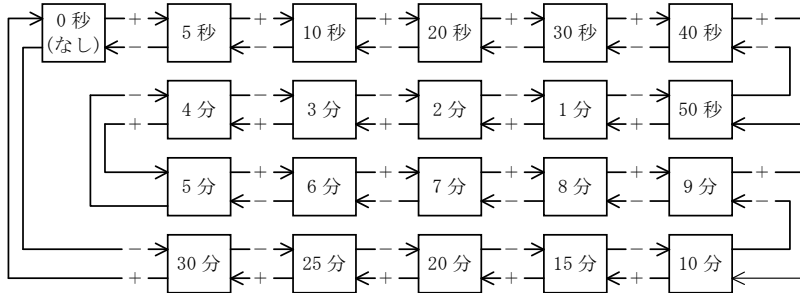 0 秒 + 5 秒 + 10 秒 + 20 秒 + 30 秒 + 40 秒 +
(なし) − − − − − −
− 4 分 − 3 分 − 2 分 − 1 分 − 50 秒
+ + + + +
5 分 + 6 分 + 7 分 + 8 分 + 9 分 +
− − − − −
− 30 分 − 25 分 − 20 分 − 15 分 − 10 分
+ + + + +